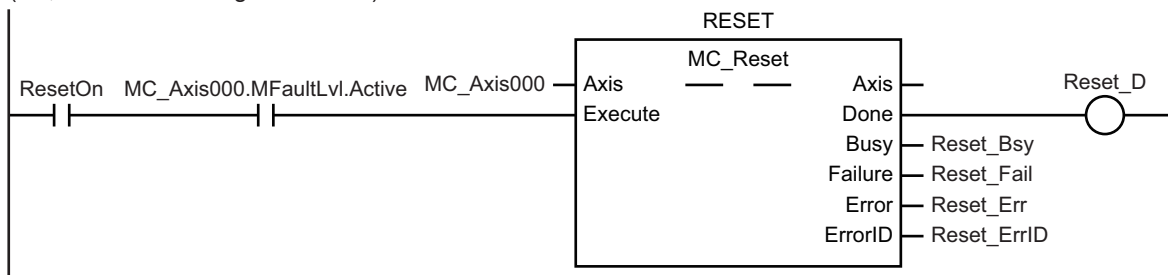 RESET
MC_Reset
ResetOn MC_Axis000.MFaultLvl.Active MC_Axis000 Axis Axis Reset_D
Execute Done
Busy Reset_Bsy
Failure Reset_Fail
Error Reset_Err
ErrorID Reset_ErrID